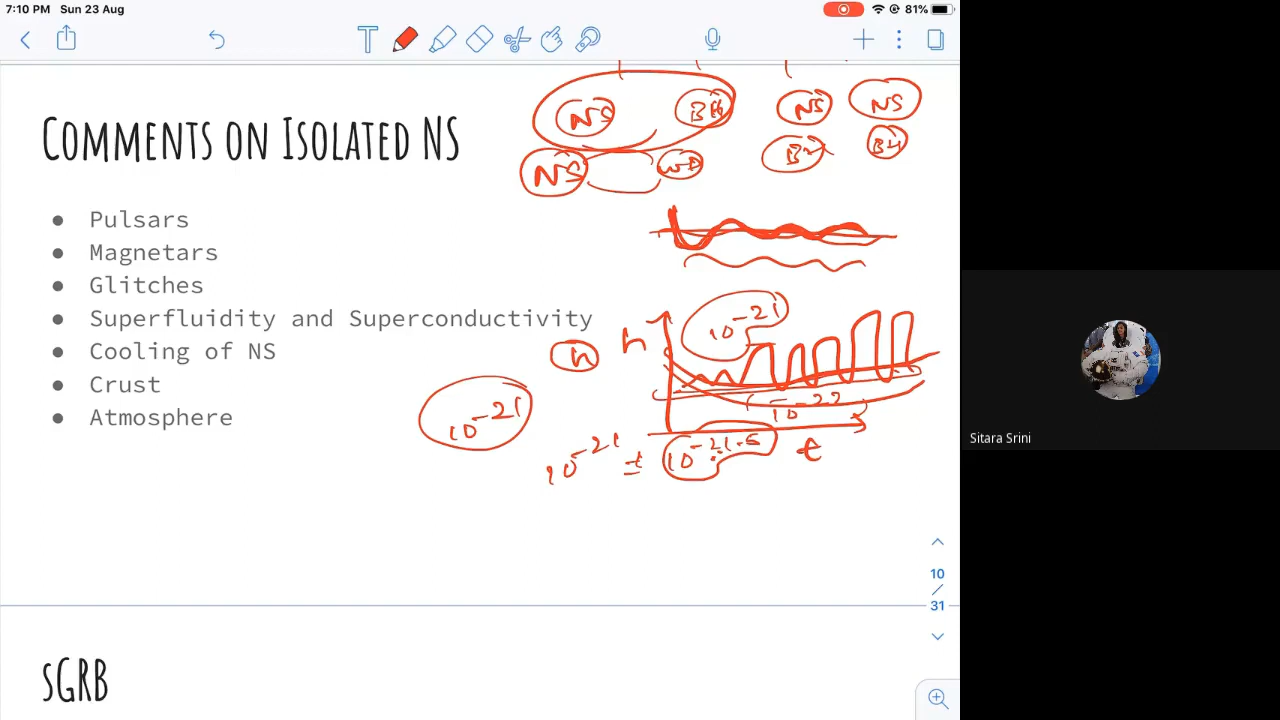 7:10 PM Sun 23 Aug
81%
T
NS BH NS NS
NS WD BH BH
COMMENTS ON ISOLATED NS
● Pulsars
● Magnetars
● Glitches
● Superfluidity and Superconductivity
● Cooling of NS
● Crust
● Atmosphere
h
h
10⁻²¹
10⁻²²
t
10⁻²¹
10⁻²¹ ± 10⁻²¹·⁵
Sitara Srini
10
/
31
sGRB